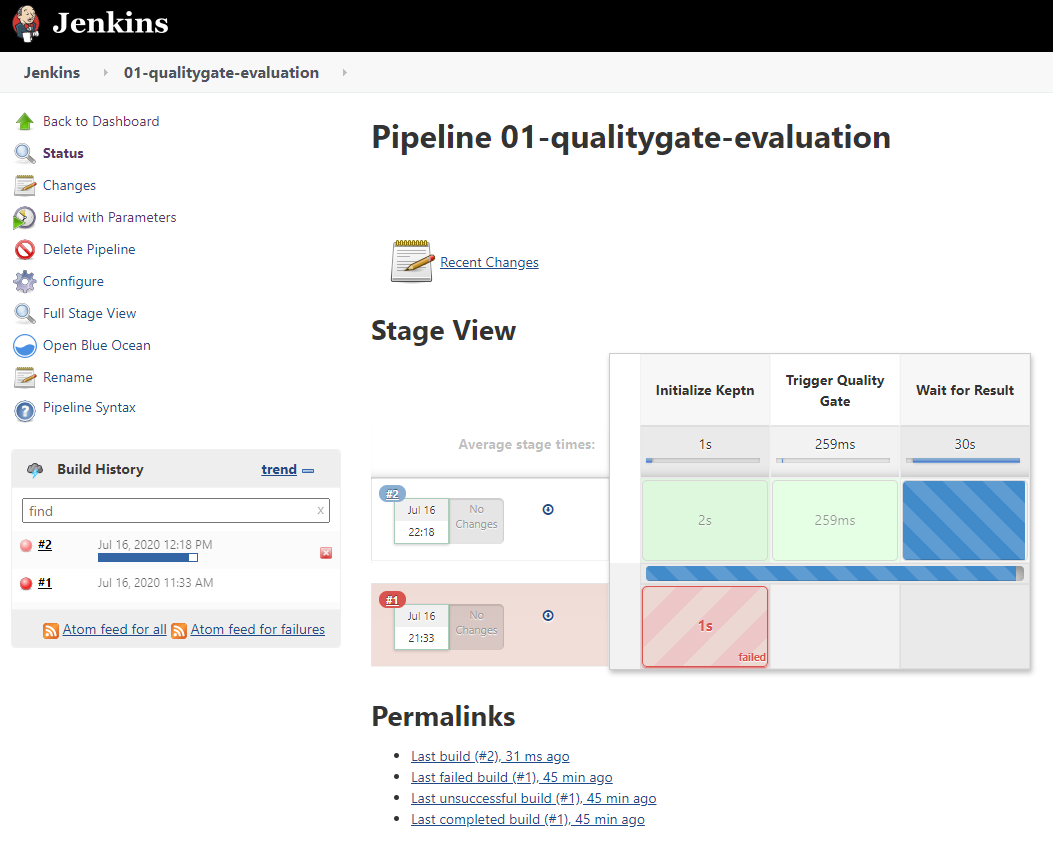 Jenkins
Jenkins
01-qualitygate-evaluation
Back to Dashboard
Status
Changes
Build with Parameters
Delete Pipeline
Configure
Full Stage View
Open Blue Ocean
Rename
Pipeline Syntax
Build History
trend
find
x
#2
Jul 16, 2020 12:18 PM
#1
Jul 16, 2020 11:33 AM
Atom feed for all
Atom feed for failures
Pipeline 01-qualitygate-evaluation
Recent Changes
Stage View
Initialize Keptn
Trigger Quality
Gate
Wait for Result
Average stage times:
1s
259ms
30s
#2
Jul 16
22:18
No
Changes
2s
259ms
#1
Jul 16
21:33
No
Changes
1s
failed
Permalinks
Last build (#2), 31 ms ago
Last failed build (#1), 45 min ago
Last unsuccessful build (#1), 45 min ago
Last completed build (#1), 45 min ago